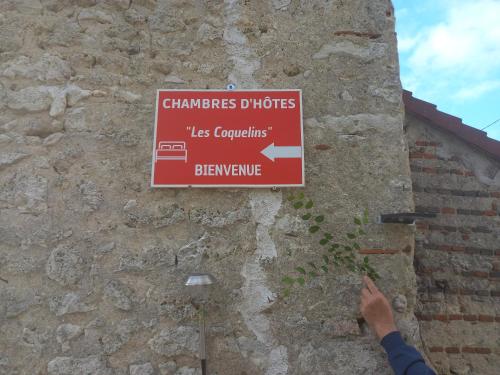 CHAMBRES D'HÔTES
"Les Coquelins"
BIENVENUE